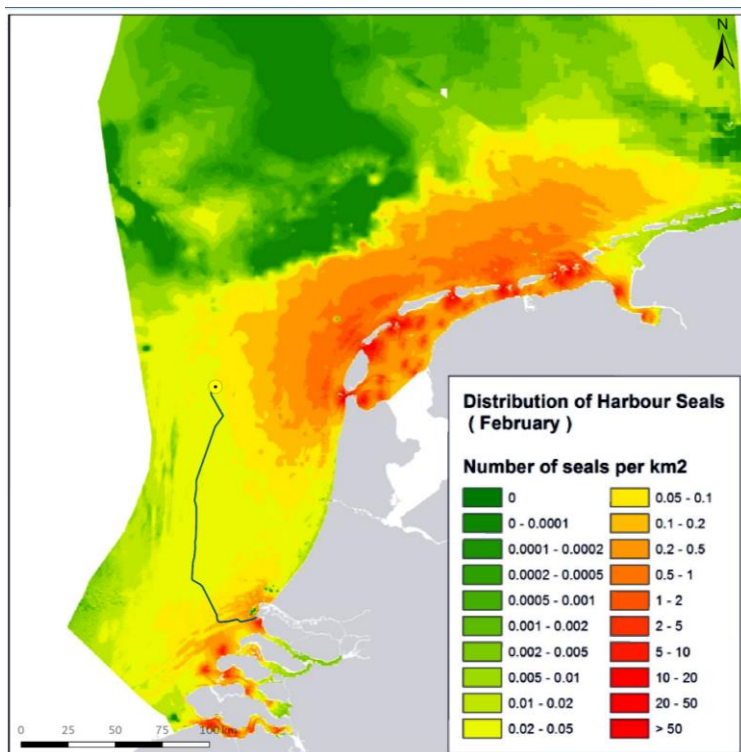 N
Distribution of Harbour Seals
( February )
Number of seals per km2
0
0 - 0.0001
0.0001 - 0.0002
0.0002 - 0.0005
0.0005 - 0.001
0.001 - 0.002
0.002 - 0.005
0.005 - 0.01
0.01 - 0.02
0.02 - 0.05
0.05 - 0.1
0.1 - 0.2
0.2 - 0.5
0.5 - 1
1 - 2
2 - 5
5 - 10
10 - 20
20 - 50
> 50
0 25 50 75 100 km